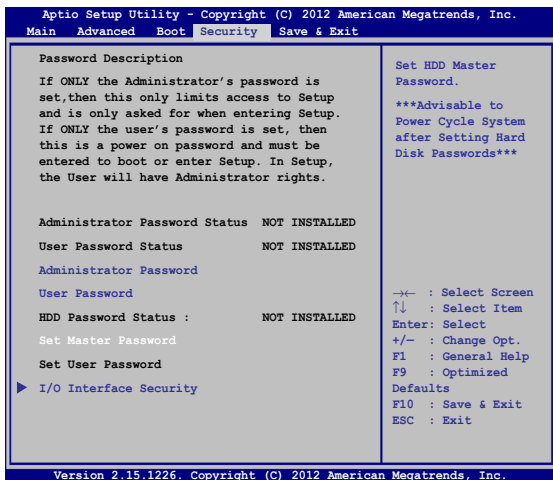 Aptio Setup Utility - Copyright (C) 2012 American Megatrends, Inc.
Main Advanced Boot Security Save & Exit
Password Description
If ONLY the Administrator's password is
set,then this only limits access to Setup
and is only asked for when entering Setup.
If ONLY the user's password is set, then
this is a power on password and must be
entered to boot or enter Setup. In Setup,
the User will have Administrator rights.
Administrator Password Status NOT INSTALLED
User Password Status NOT INSTALLED
Administrator Password
User Password
HDD Password Status : NOT INSTALLED
Set Master Password
Set User Password
I/O Interface Security
Set HDD Master
Password.
***Advisable to
Power Cycle System
after Setting Hard
Disk Passwords***
→← : Select Screen
↑↓ : Select Item
Enter: Select
+/— : Change Opt.
F1 : General Help
F9 : Optimized
Defaults
F10 : Save & Exit
ESC : Exit
Version 2.15.1226. Copyright (C) 2012 American Megatrends, Inc.